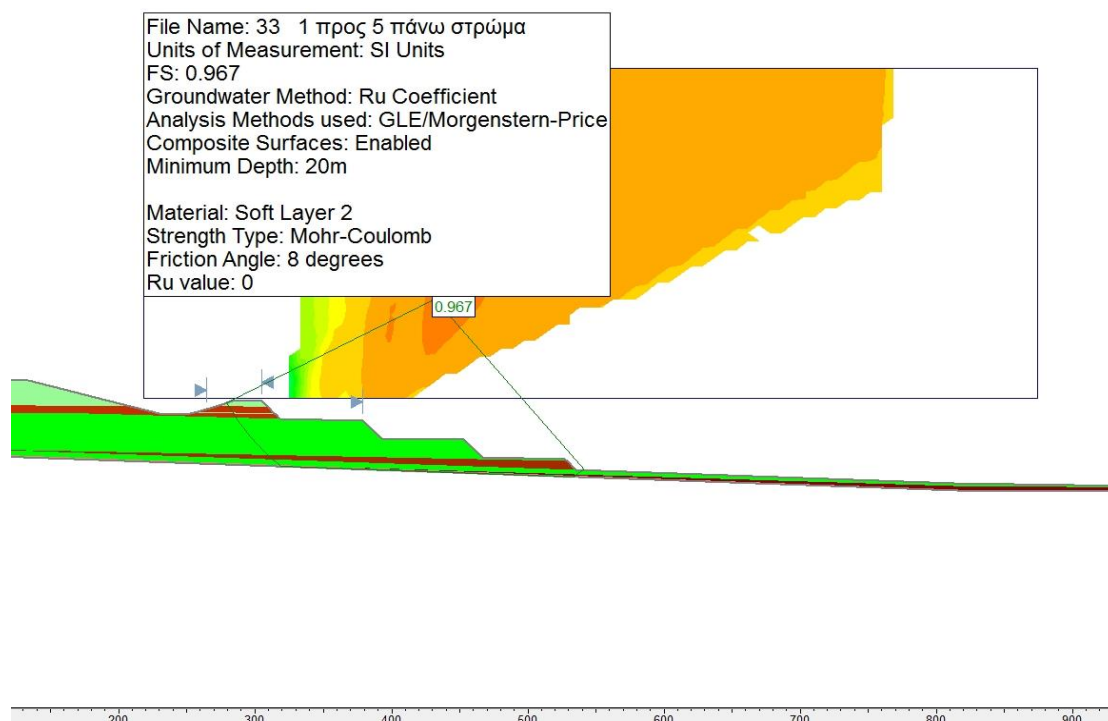 File Name: 33 1 προς 5 πάνω στρώμα
Units of Measurement: SI Units
FS: 0.967
Groundwater Method: Ru Coefficient
Analysis Methods used: GLE/Morgenstern-Price
Composite Surfaces: Enabled
Minimum Depth: 20m
Material: Soft Layer 2
Strength Type: Mohr-Coulomb
Friction Angle: 8 degrees
Ru value: 0
0.967
200 300 400 500 600 700 800 900